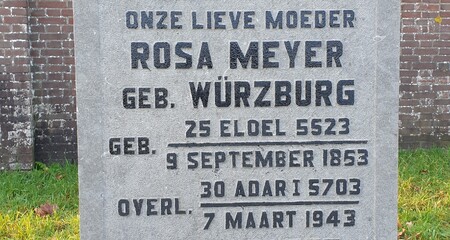 ONZE LIEVE MOEDER
ROSA MEYER
GEB. WÜRZBURG
GEB. 25 ELOEL 5523
9 SEPTEMBER 1853
OVERL. 30 ADAR I 5703
7 MAART 1943